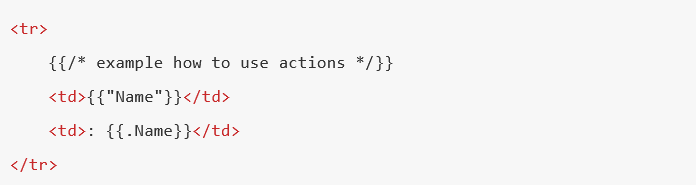 <tr>
{{/* example how to use actions */}}
<td>{{"Name"}}</td>
<td>: {{.Name}}</td>
</tr>